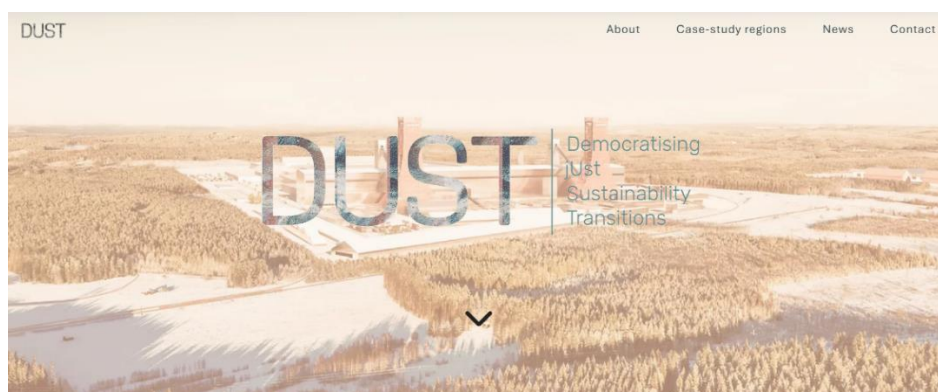 DUST
About Case-study regions News Contact
DUST
Democratising
jUst
Sustainability
Transitions